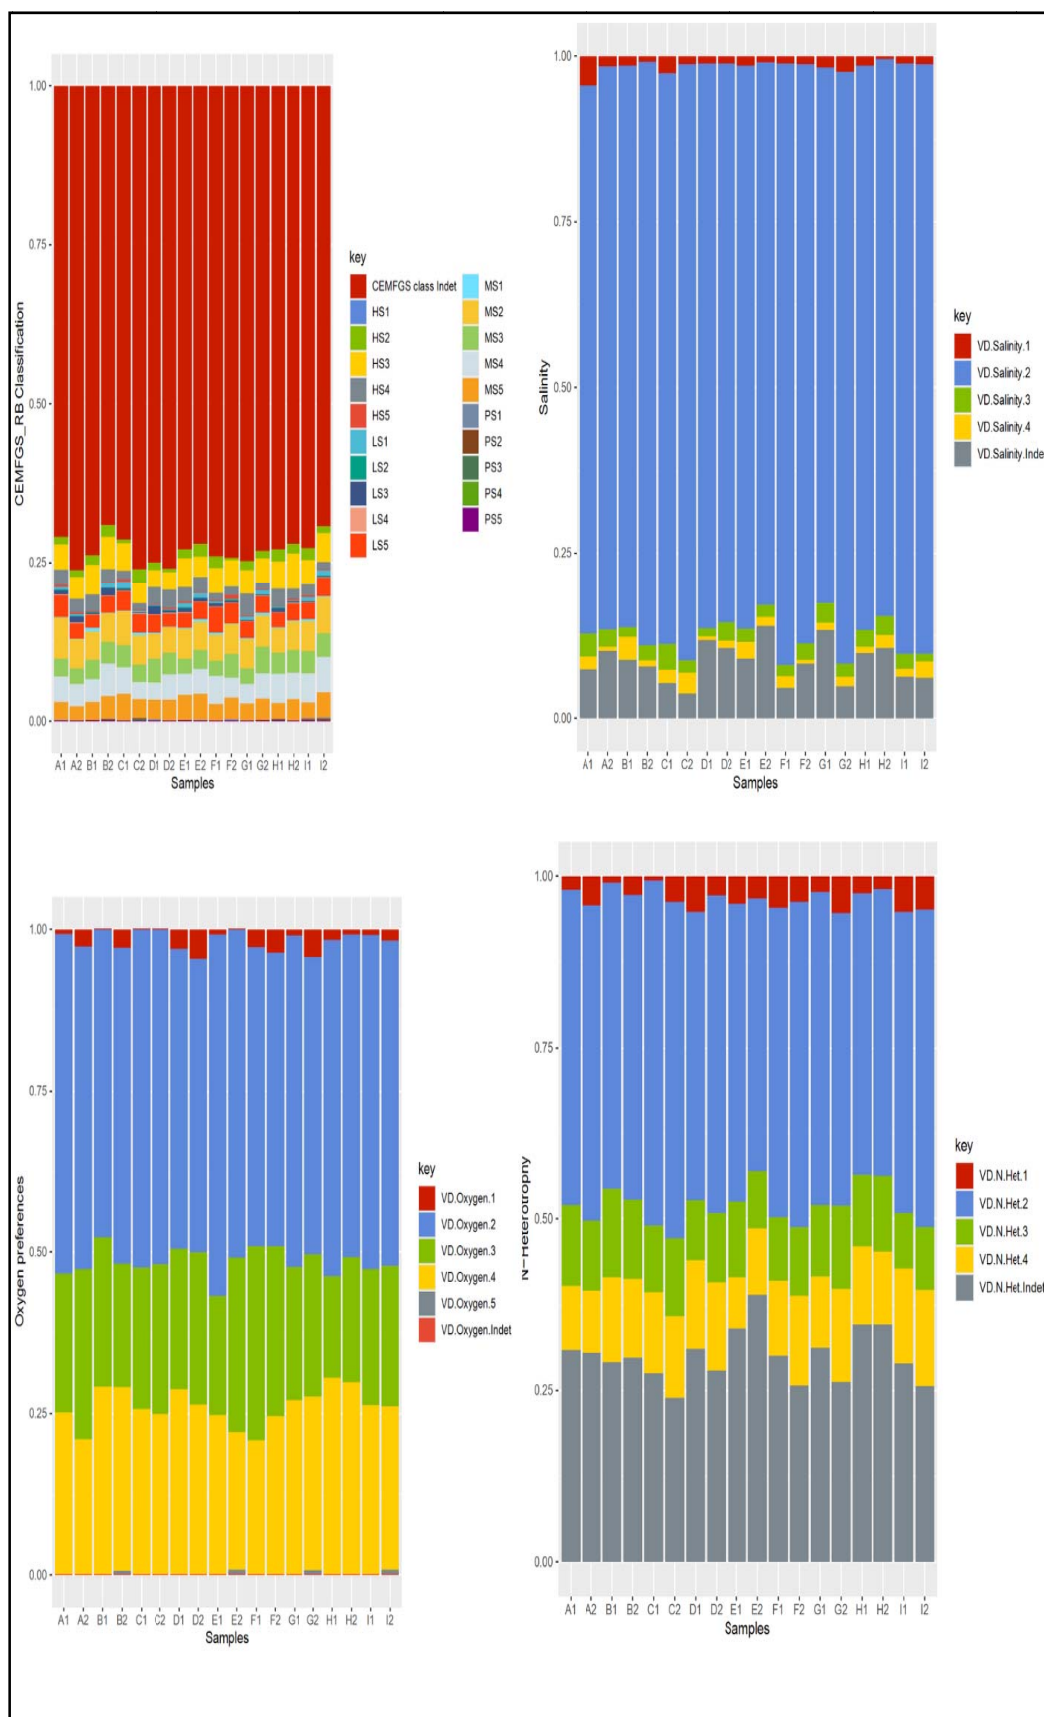 CEMFGS_RB Classification
1.00
0.75
0.50
0.25
0.00
A1 A2 B1 B2 C1 C2 D1 D2 E1 E2 F1 F2 G1 G2 H1 H2 I1 I2
Samples
key
CEMFGS class Indet
HS1
HS2
HS3
HS4
HS5
LS1
LS2
LS3
LS4
LS5
MS1
MS2
MS3
MS4
MS5
PS1
PS2
PS3
PS4
PS5
Salinity
1.00
0.75
0.50
0.25
0.00
A1 A2 B1 B2 C1 C2 D1 D2 E1 E2 F1 F2 G1 G2 H1 H2 I1 I2
Samples
key
VD.Salinity.1
VD.Salinity.2
VD.Salinity.3
VD.Salinity.4
VD.Salinity.Indet
Oxygen preferences
1.00
0.75
0.50
0.25
0.00
A1 A2 B1 B2 C1 C2 D1 D2 E1 E2 F1 F2 G1 G2 H1 H2 I1 I2
Samples
key
VD.Oxygen.1
VD.Oxygen.2
VD.Oxygen.3
VD.Oxygen.4
VD.Oxygen.5
VD.Oxygen.Indet
N-Heterotrophy
1.00
0.75
0.50
0.25
0.00
A1 A2 B1 B2 C1 C2 D1 D2 E1 E2 F1 F2 G1 G2 H1 H2 I1 I2
Samples
key
VD.N.Het.1
VD.N.Het.2
VD.N.Het.3
VD.N.Het.4
VD.N.Het.Indet